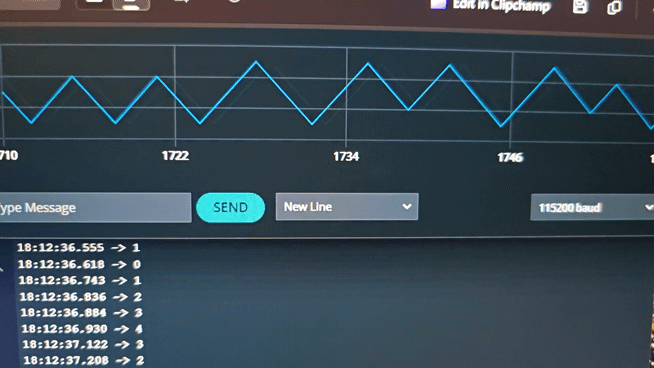 Edit in Clipchamp
710 1722 1734 1746
Type Message SEND New Line 115200 baud
18:12:36.555 -> 1
18:12:36.618 -> 0
18:12:36.743 -> 1
18:12:36.836 -> 2
18:12:36.884 -> 3
18:12:36.930 -> 4
18:12:37.122 -> 3
18:12:37.208 -> 2